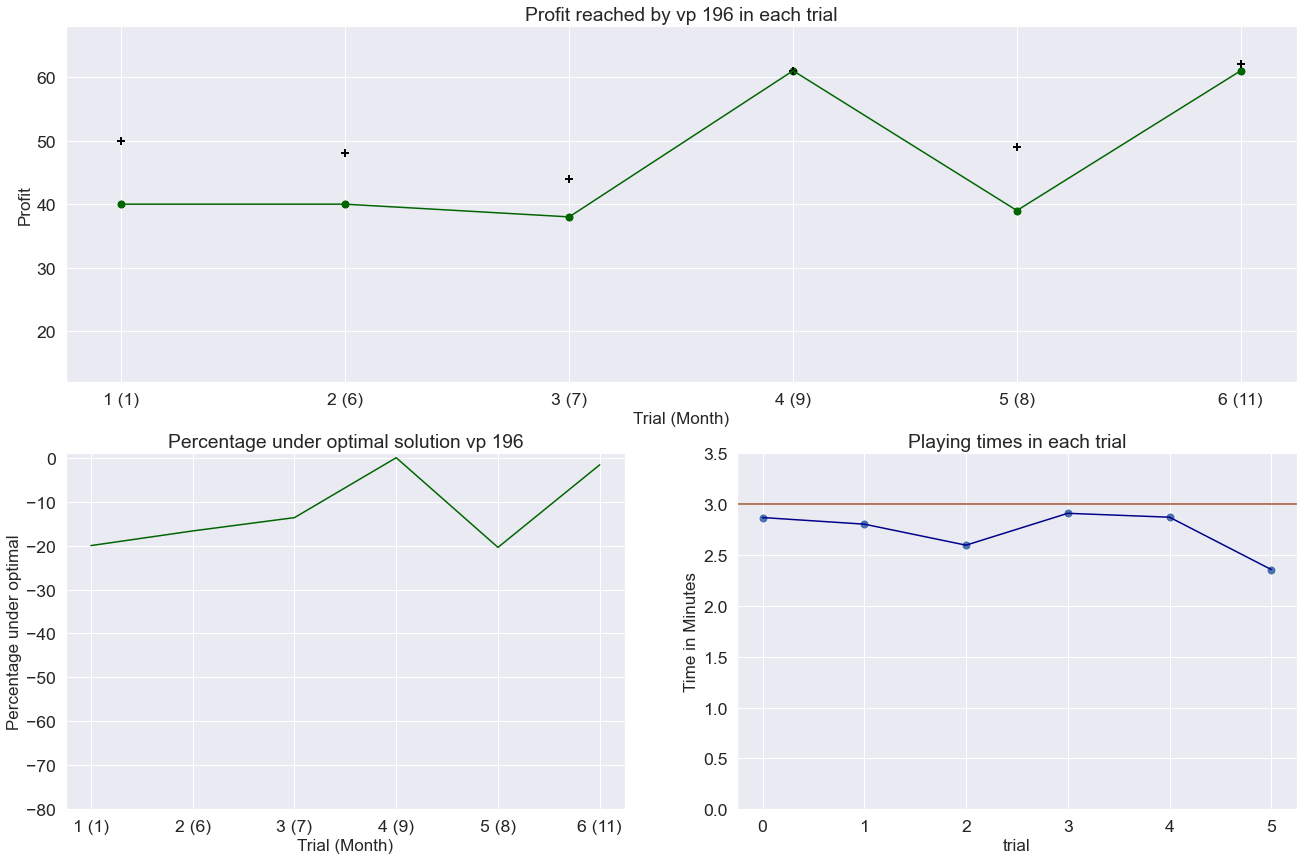 Profit reached by vp 196 in each trial
Profit
60
50
40
30
20
1 (1) 2 (6) 3 (7) 4 (9) 5 (8) 6 (11)
Trial (Month)
Percentage under optimal solution vp 196
Percentage under optimal
0
−10
−20
−30
−40
−50
−60
−70
−80
1 (1) 2 (6) 3 (7) 4 (9) 5 (8) 6 (11)
Trial (Month)
Playing times in each trial
Time in Minutes
3.5
3.0
2.5
2.0
1.5
1.0
0.5
0.0
0 1 2 3 4 5
trial